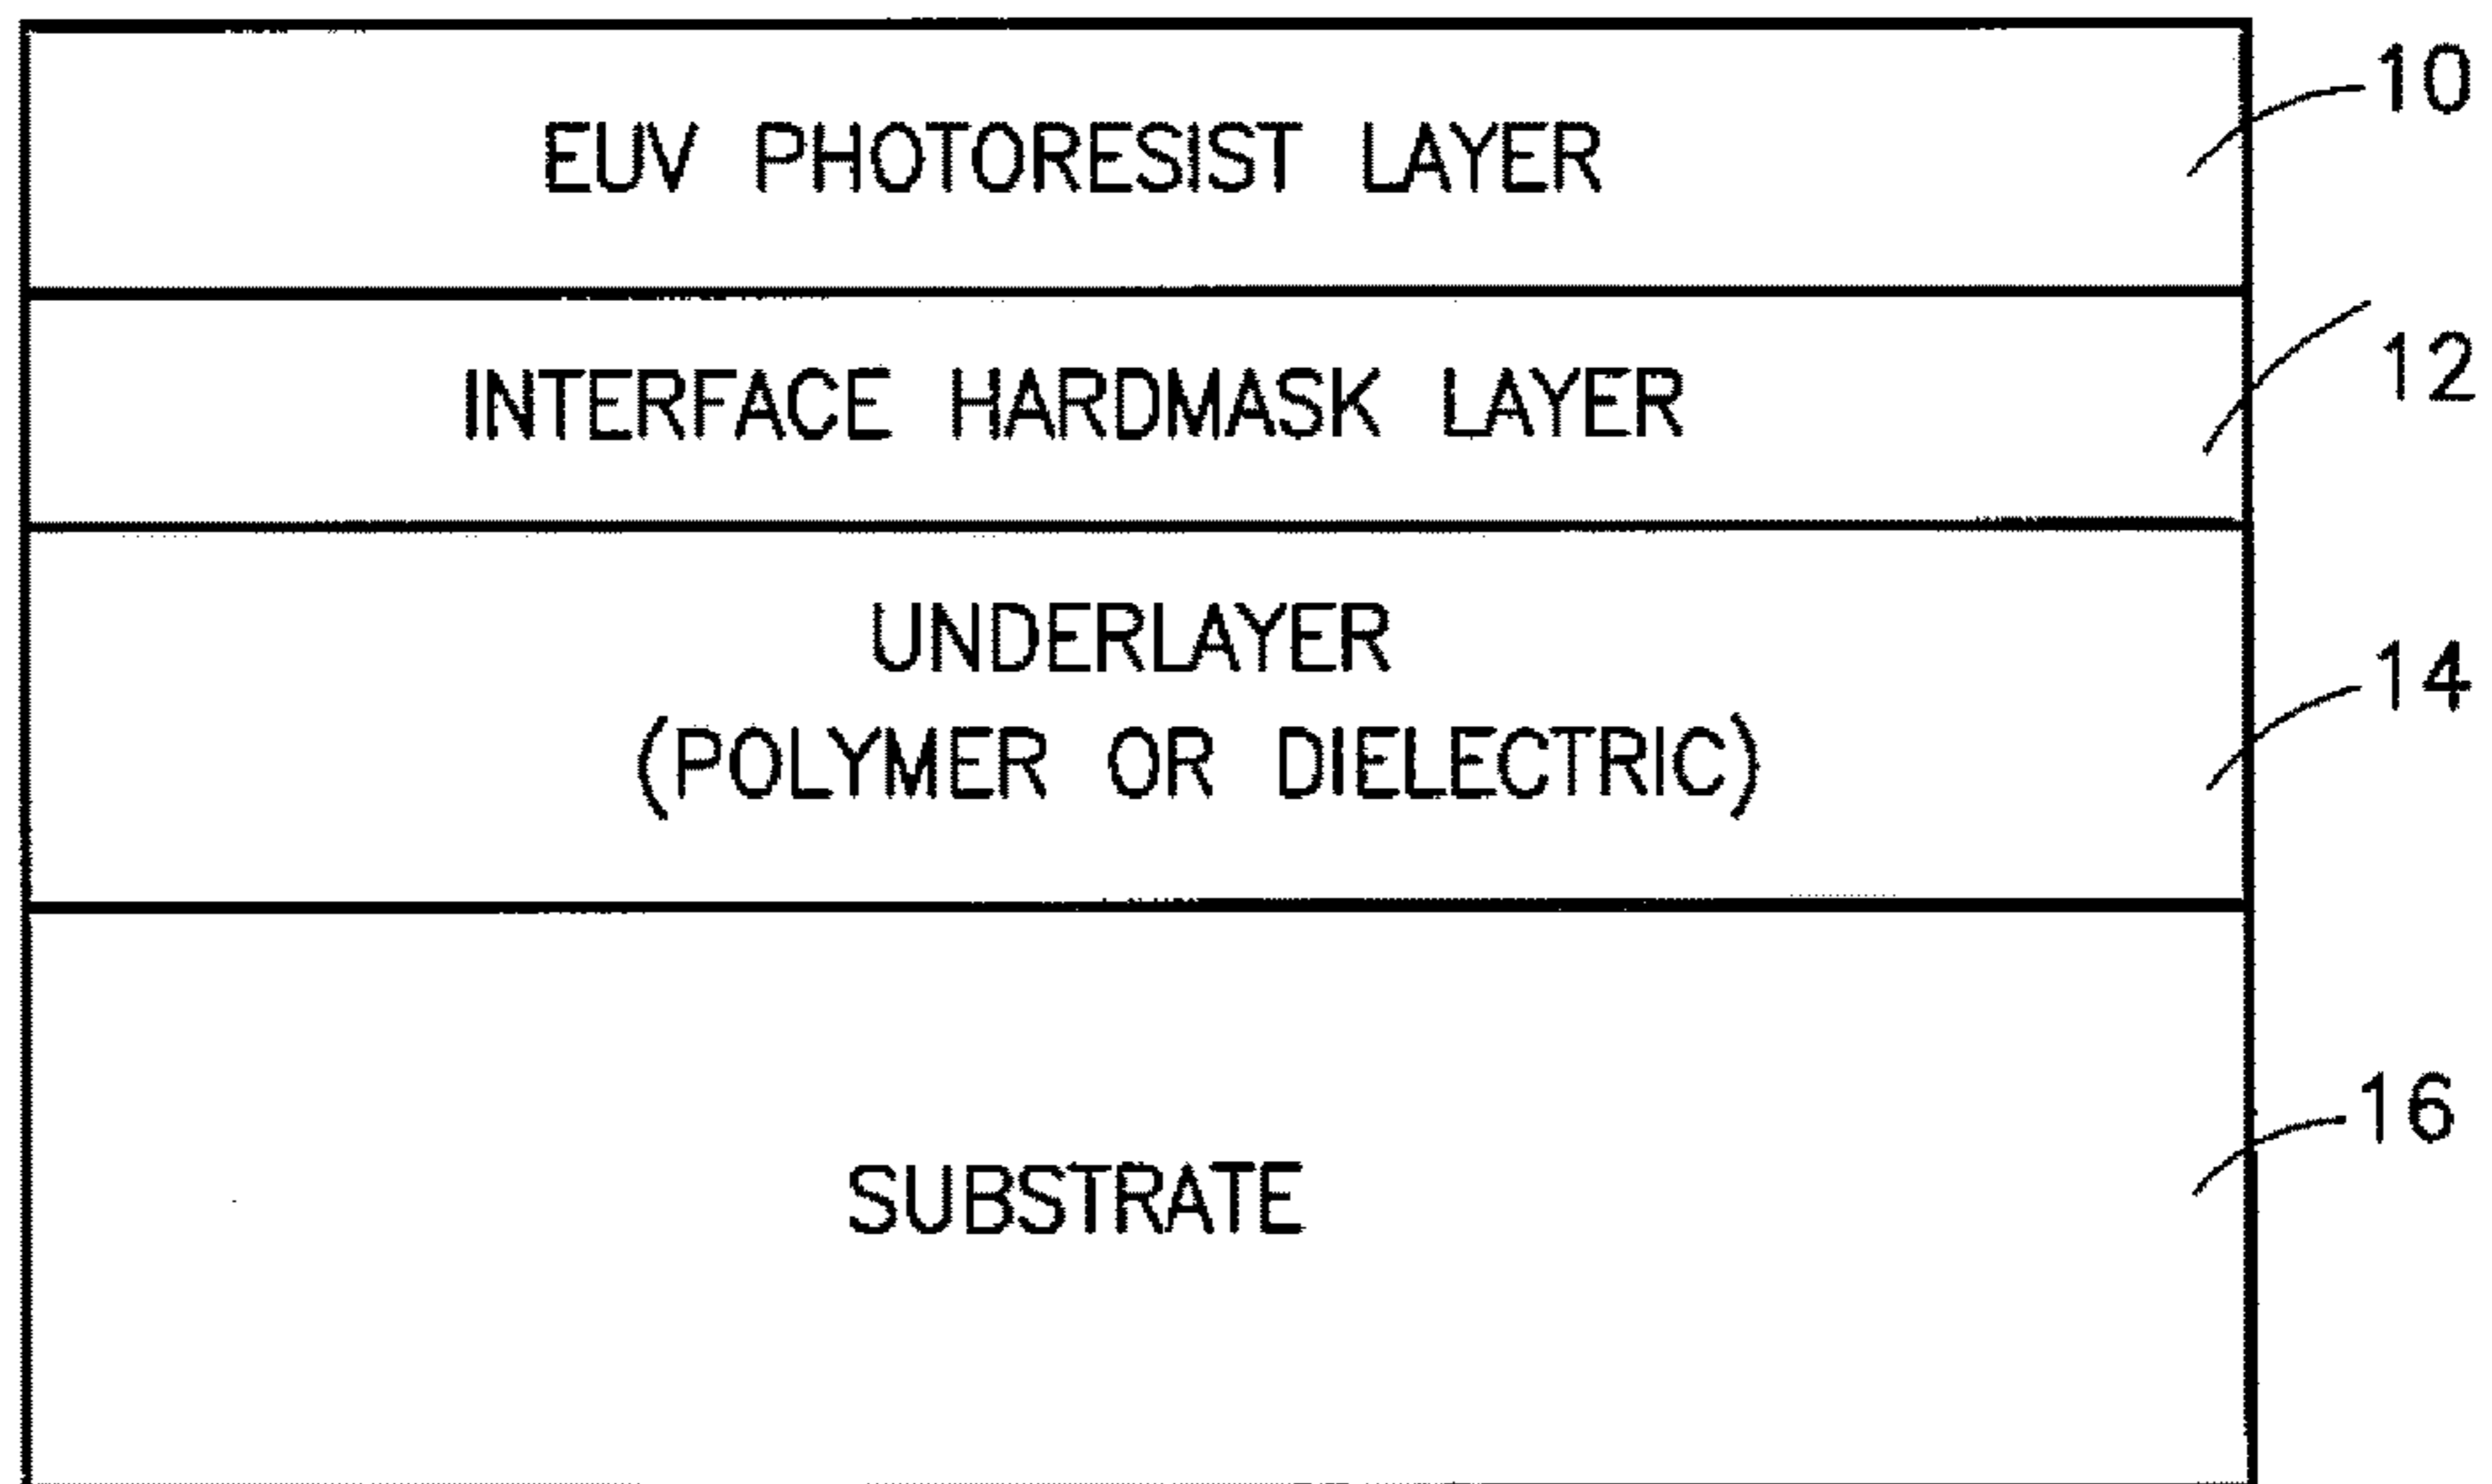 EUV PHOTORESIST LAYER
10
INTERFACE HARDMASK LAYER
12
UNDERLAYER
(POLYMER OR DIELECTRIC)
14
SUBSTRATE
16